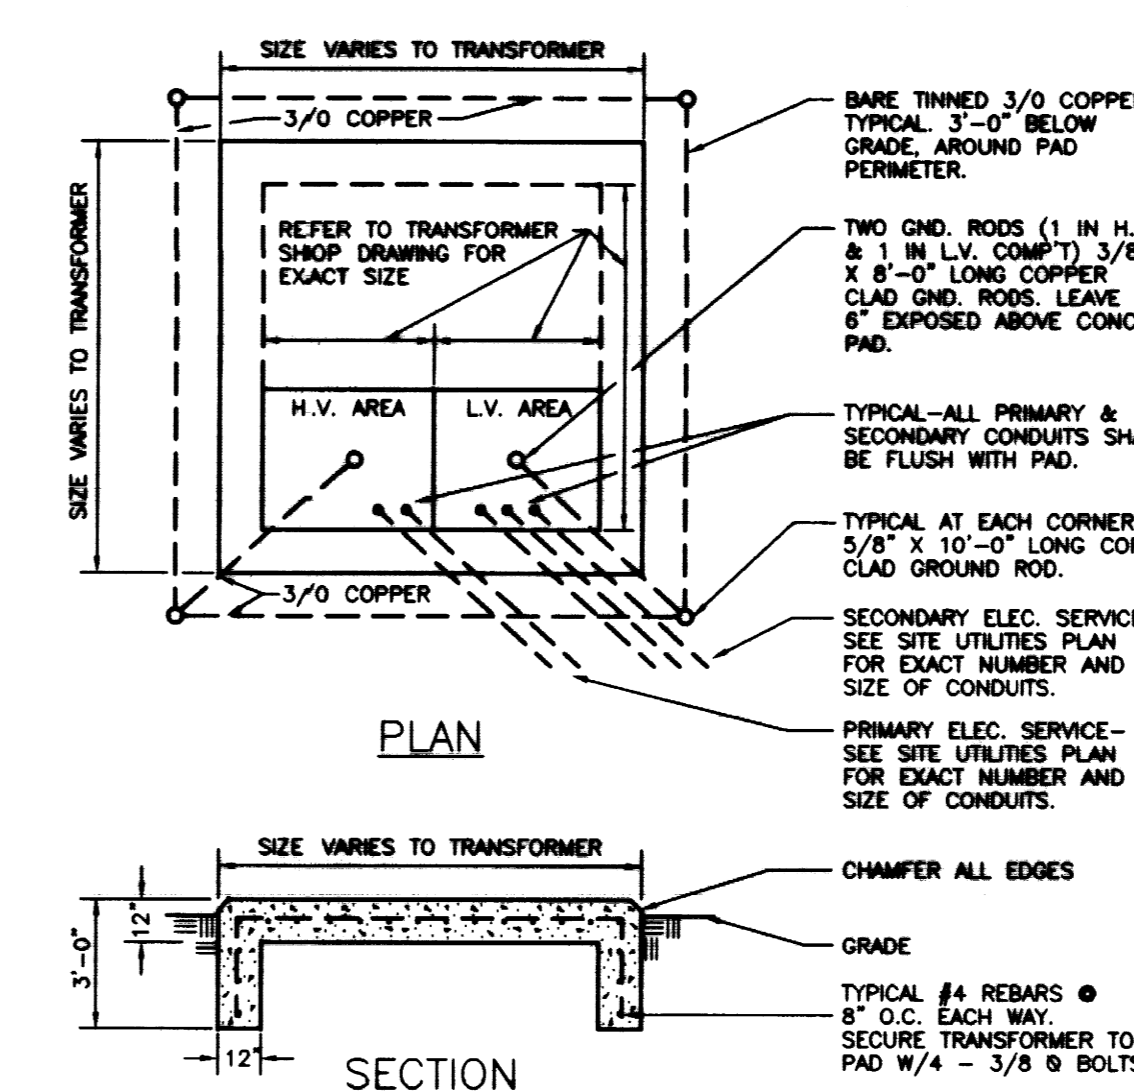 SIZE VARIES TO TRANSFORMER
3/0 COPPER
SIZE VARIES TO TRANSFORMER
REFER TO TRANSFORMER
SHIOP DRAWING FOR
EXACT SIZE
H.V. AREA
L.V. AREA
3/0 COPPER
PLAN
BARE TINNED 3/0 COPPE
TYPICAL. 3'-0" BELOW
GRADE, AROUND PAD
PERIMETER.
TWO GND. RODS (1 IN H.
& 1 IN L.V. COMP'T) 3/8
X 8'-0" LONG COPPER
CLAD GND. RODS. LEAVE
6" EXPOSED ABOVE CONC
PAD.
TYPICAL-ALL PRIMARY &
SECONDARY CONDUITS SHA
BE FLUSH WITH PAD.
TYPICAL AT EACH CORNER
5/8" X 10'-0" LONG CO
CLAD GROUND ROD.
SECONDARY ELEC. SERVICE
SEE SITE UTILITIES PLAN
FOR EXACT NUMBER AND
SIZE OF CONDUITS.
PRIMARY ELEC. SERVICE-
SEE SITE UTILITIES PLAN
FOR EXACT NUMBER AND
SIZE OF CONDUITS.
SIZE VARIES TO TRANSFORMER
12"
3'-0"
12"
SECTION
CHAMFER ALL EDGES
GRADE
TYPICAL #4 REBARS @
8" O.C. EACH WAY.
SECURE TRANSFORMER TO
PAD W/4 - 3/8 Ø BOLTS